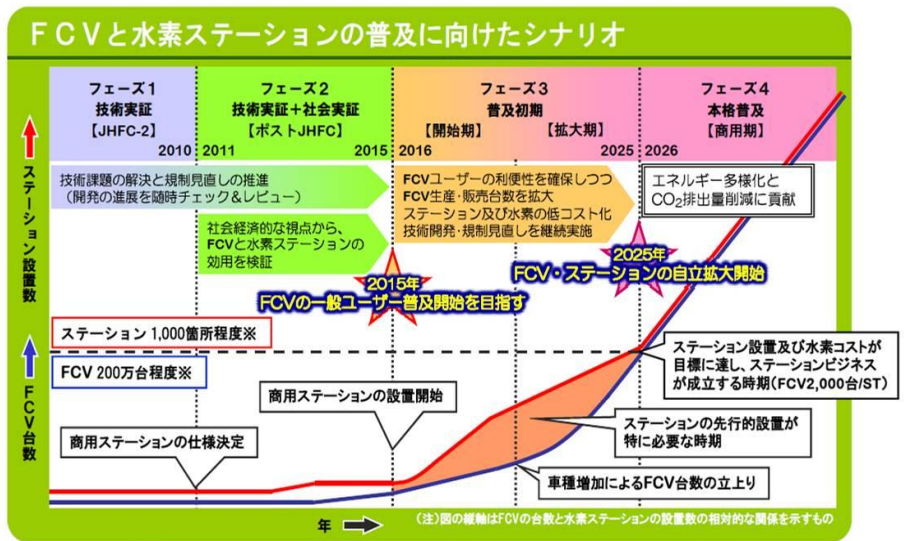 FCVと水素ステーションの普及に向けたシナリオ
フェーズ1
技術実証
【JHFC-2】
2010
フェーズ2
技術実証＋社会実証
【ポストJHFC】
2011
2015
フェーズ3
普及初期
【開始期】
【拡大期】
2016
2025
フェーズ4
本格普及
【商用期】
2026
ステーション設置数
FCV台数
技術課題の解決と規制見直しの推進
（開発の進展を随時チェック＆レビュー）
社会経済的な視点から、
FCVと水素ステーションの
効用を検証
FCVユーザーの利便性を確保しつつ
FCV生産・販売台数を拡大
ステーション及び水素の低コスト化
技術開発・規制見直しを継続実施
エネルギー多様化と
CO₂排出量削減に貢献
2015年
FCVの一般ユーザー普及開始を目指す
2025年
FCV・ステーションの自立拡大開始
ステーション 1,000箇所程度※
FCV 200万台程度※
商用ステーションの仕様決定
商用ステーションの設置開始
ステーション設置及び水素コストが
目標に達し、ステーションビジネス
が成立する時期(FCV2,000台/ST)
ステーションの先行的設置が
特に必要な時期
車種増加によるFCV台数の立上り
年
（注）図の縦軸はFCVの台数と水素ステーションの設置数の相対的な関係を示すもの